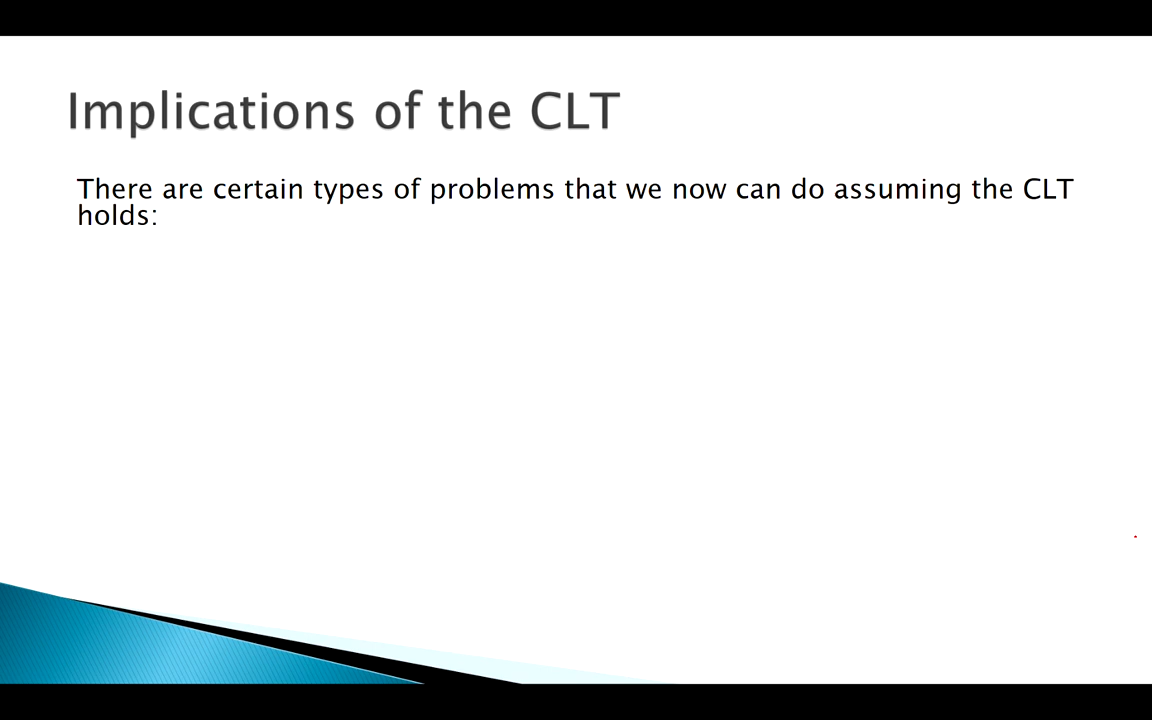 Implications of the CLT
There are certain types of problems that we now can do assuming the CLT
holds: